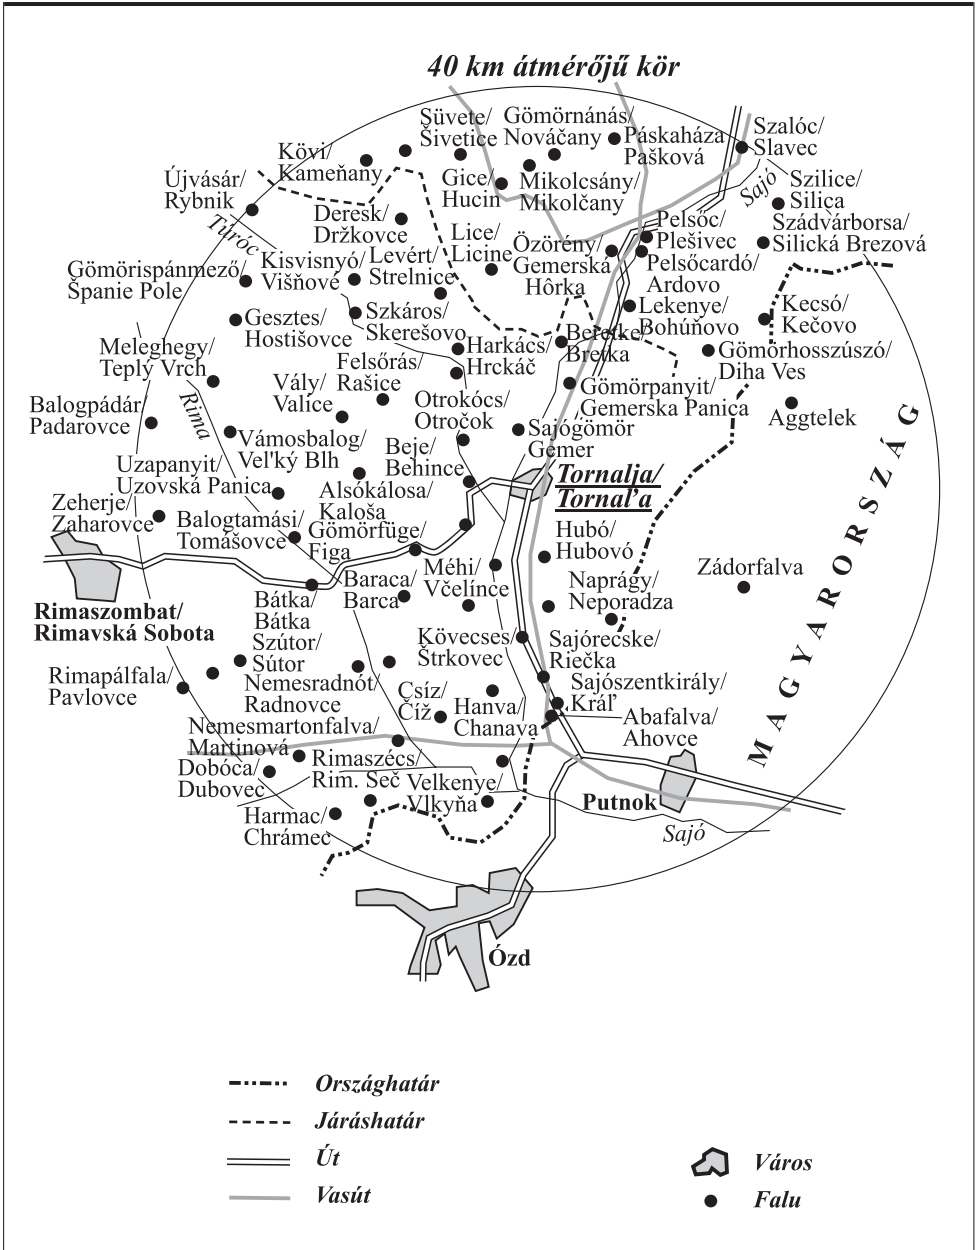 40 km átmérőjű kör
Süvete/
Šivetice
Gömörnánás/
Nováčany
Páskaháza
Pašková
Szalóc/
Slavec
Kövi/
Kameňany
Gice/
Hucin
Mikolcsány/
Mikolčany
Sajó
Szilice/
Silica
Újvásár/
Rybnik
Túróc
Deresk/
Držkovce
Lice/
Licine
Özörény/
Gemerská
Hôrka
Pelsőc/
Plešivec
Szádvárborsa/
Silická Brezová
Gömörispánmező/
Španie Pole
Kisvisnyó/
Višňové
Levért/
Strelnice
Pelsőcardó/
Ardovo
Gesztes/
Hostišovce
Szkáros/
Skerešovo
Lekenye/
Bohúňovo
Kecsó/
Kečovo
Meleghegy/
Teplý Vrch
Felsőrás/
Rašice
Harkács/
Hrckáč
Beretke/
Bretka
Gömörhosszúszó/
Diha Ves
Balogpádár/
Padarovce
Rima
Vály/
Valice
Otrokócs/
Otročok
Gömörpanyit/
Gemerska Panica
Aggtelek
Vámosbalog/
Vel'ký Blh
Beje/
Behince
Sajógömör
Gemer
Uzapanyit/
Uzovská Panica
Alsókálosa/
Kaloša
Tornalja/
Tornaľa
Zeherje/
Zaharovce
Balogtamási/
Tomášovce
Gömörfüge/
Figa
Hubó/
Hubovó
MAGYARORSZÁG
Rimaszombat/
Rimavská Sobota
Bátka/
Bátka
Baraca/
Barca
Méhi/
Včelínce
Naprágy/
Neporadza
Zádorfalva
Szútor/
Sútor
Kövecses/
Štrkovec
Sajórecske/
Riečka
Rimapálfala/
Pavlovce
Nemesradnót/
Radnovce
Csíz/
Číž
Hanva/
Chanava
Sajószentkirály/
Kráľ
Abafalva/
Ahovce
Nemesmartonfalva/
Martinová
Dobóca/
Dubovec
Rimaszécs/
Rim. Seč
Velkenye/
Vlkyňa
Putnok
Sajó
Harmac/
Chrámec
Ózd
Országhatár
Járáshatár
Út
Vasút
Város
Falu